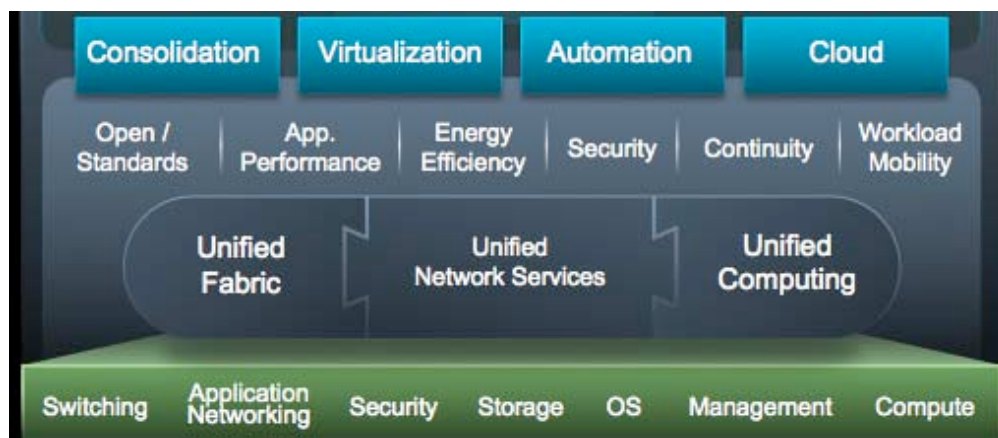 Consolidation Virtualization Automation Cloud
Open / App. Energy Security Continuity Workload
Standards Performance Efficiency Mobility
Unified Unified Unified
Fabric Network Services Computing
Switching Application Security Storage OS Management Compute
Networking